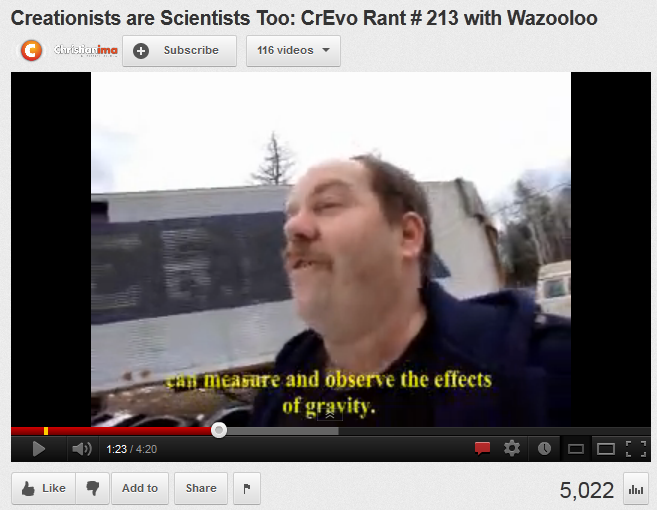 Creationists are Scientists Too: CrEvo Rant # 213 with Wazooloo
C Christianima Subscribe 116 videos
can measure and observe the effects
of gravity.
1:23 / 4:20
Like Add to Share 5,022